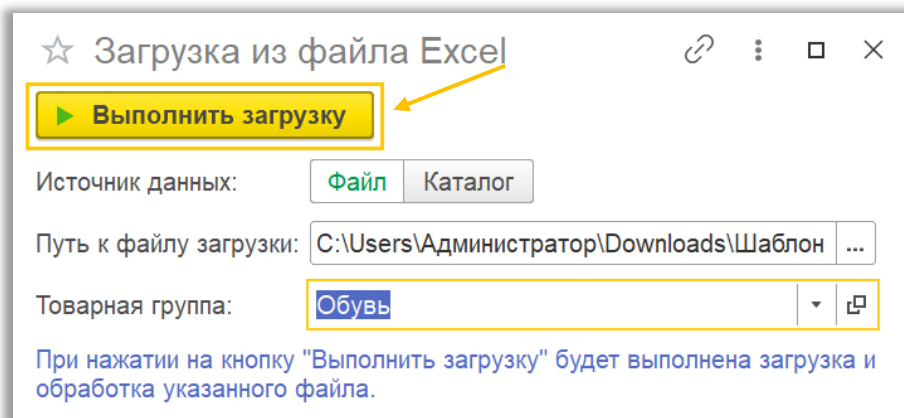 Загрузка из файла Excel
Выполнить загрузку
Источник данных: Файл Каталог
Путь к файлу загрузки: C:\Users\Администратор\Downloads\Шаблон ...
Товарная группа: Обувь
При нажатии на кнопку "Выполнить загрузку" будет выполнена загрузка и
обработка указанного файла.